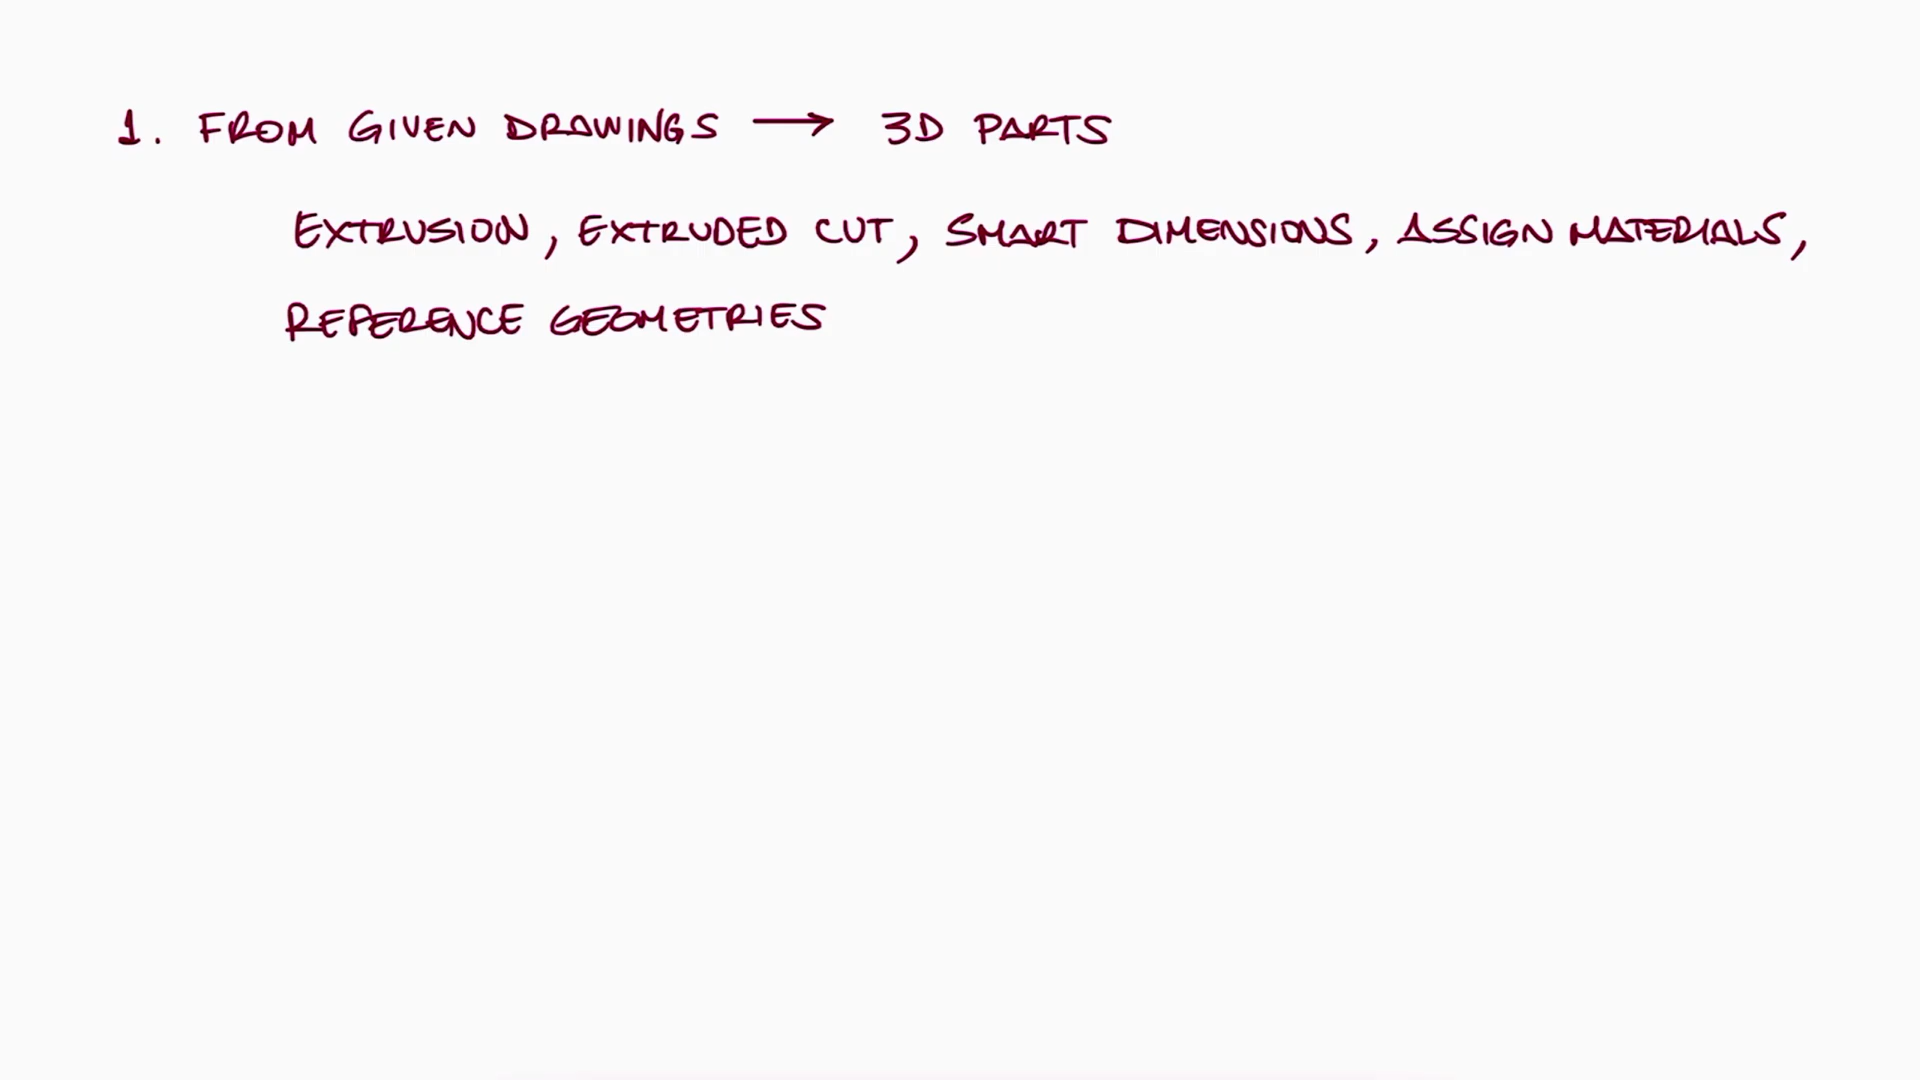 1. FROM GIVEN DRAWINGS → 3D PARTS
EXTRUSION, EXTRUDED CUT, SMART DIMENSIONS, ASSIGN MATERIALS,
REFERENCE GEOMETRIES